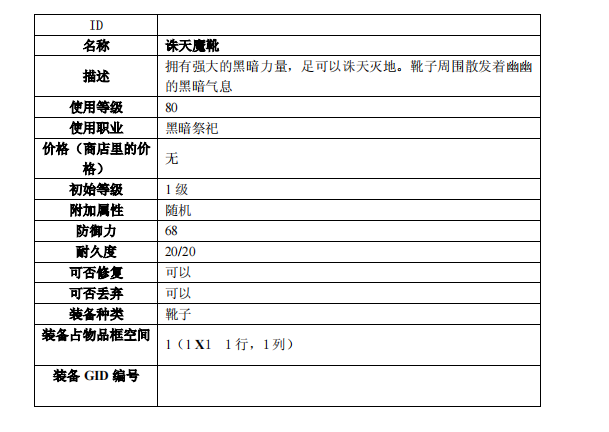 ID
名称 诛天魔靴
描述 拥有强大的黑暗力量，足可以诛天灭地。靴子周围散发着幽幽
的黑暗气息
使用等级 80
使用职业 黑暗祭祀
价格（商店里的价
格） 无
初始等级 1 级
附加属性 随机
防御力 68
耐久度 20/20
可否修复 可以
可否丢弃 可以
装备种类 靴子
装备占物品框空间 1（1 X1 1 行，1 列）
装备 GID 编号